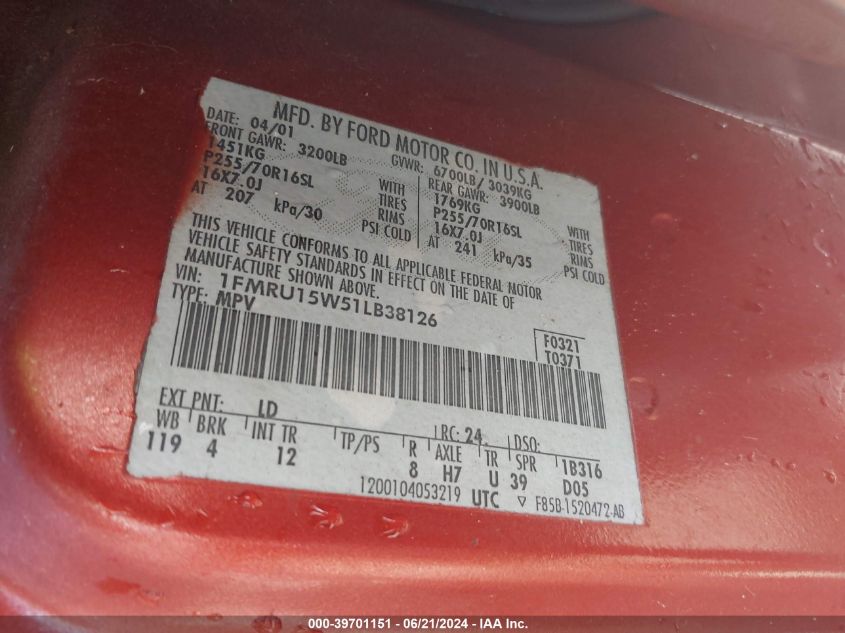 MFD. BY FORD MOTOR CO. IN U.S.A.
DATE: 04/01 GVWR: 6700LB/ 3039KG
FRONT GAWR: 3200LB REAR GAWR: 3900LB
1451KG WITH 1769KG WITH
P255/70R16SL TIRES P255/70R16SL TIRES
16X7.0J RIMS 16X7.0J RIMS
AT 207 kPa/30 PSI COLD AT 241 kPa/35 PSI COLD
THIS VEHICLE CONFORMS TO ALL APPLICABLE FEDERAL MOTOR
VEHICLE SAFETY STANDARDS IN EFFECT ON THE DATE OF
MANUFACTURE SHOWN ABOVE.
VIN: 1FMRU15W51LB38126
TYPE: MPV
F0321
T0371
EXT PNT: LD RC: 24 DSO:
WB BRK INT TR TP/PS R AXLE TR SPR 1B316
119 4 12 8 H7 U 39 D05
1200104053219 UTC ▽ F85B-1520472-AB
000-39701151 - 06/21/2024 - IAA Inc.